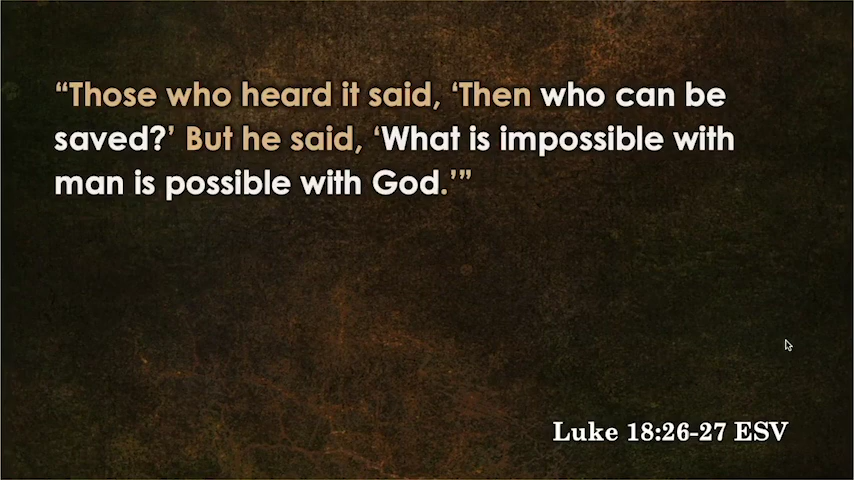 “Those who heard it said, ‘Then who can be
saved?’ But he said, ‘What is impossible with
man is possible with God.’”
Luke 18:26-27 ESV